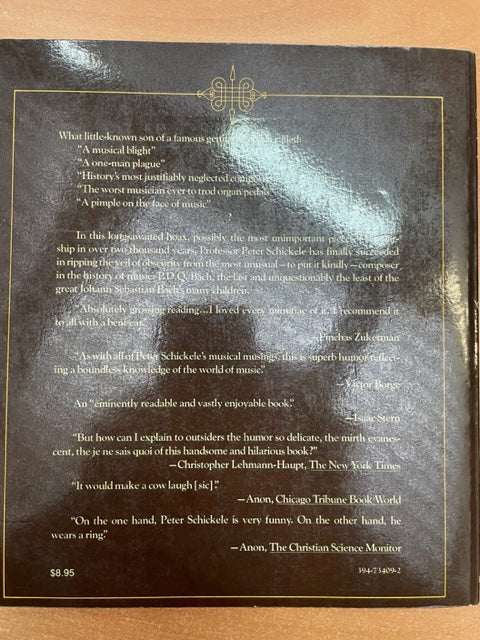 What little-known son of a famous called:
"A musical blight"
"A one-man plague"
"History's most justifiably neglected composer"
"The worst musician ever to trod organ pedals"
"A pimple on the face of music"
?
In this long-awaited hoax, possibly the most unimportant piece of scholar-
ship in over two thousand years, Professor Peter Schickele has finally succeeded
in ripping the veil of obscurity from the most unusual—to put it kindly—composer
in the history of music: P.D.Q. Bach, the last and unquestionably the least of the
great Johann Sebastian Bach's many children.
"Absolutely grossing reading...I loved every minutiae of it. I recommend it
to all with a bent ear."
—Pinchas Zukerman
"As with all of Peter Schickele's musical musings, this is superb humor reflect-
ing a boundless knowledge of the world of music."
—Victor Borge
An "eminently readable and vastly enjoyable book."
—Isaac Stern
"But how can I explain to outsiders the humor so delicate, the mirth evanes-
cent, the je ne sais quoi of this handsome and hilarious book?"
—Christopher Lehmann-Haupt, The New York Times
"It would make a cow laugh [sic]."
—Anon, Chicago Tribune Book World
"On the one hand, Peter Schickele is very funny. On the other hand, he
wears a ring."
—Anon, The Christian Science Monitor
$8.95
394-73409-2